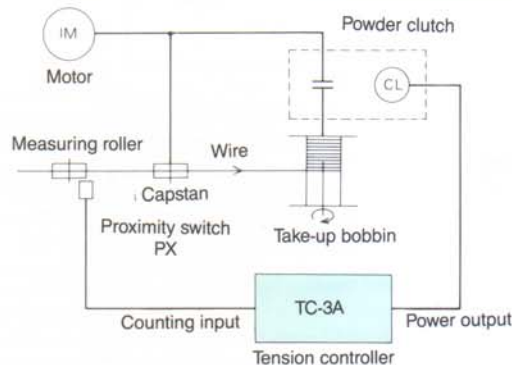 IM
Motor
Powder clutch
CL
Measuring roller
Wire
Capstan
Proximity switch
PX
Take-up bobbin
TC-3A
Counting input
Power output
Tension controller